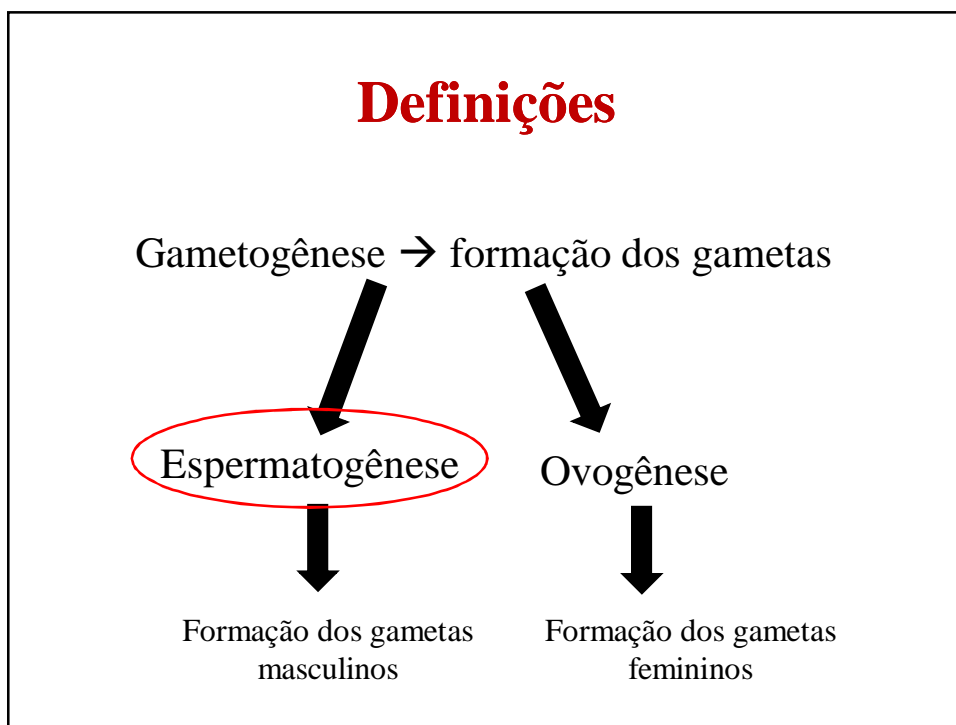 Definições
Gametogênese → formação dos gametas
Espermatogênese
Ovogênese
Formação dos gametas
masculinos
Formação dos gametas
femininos